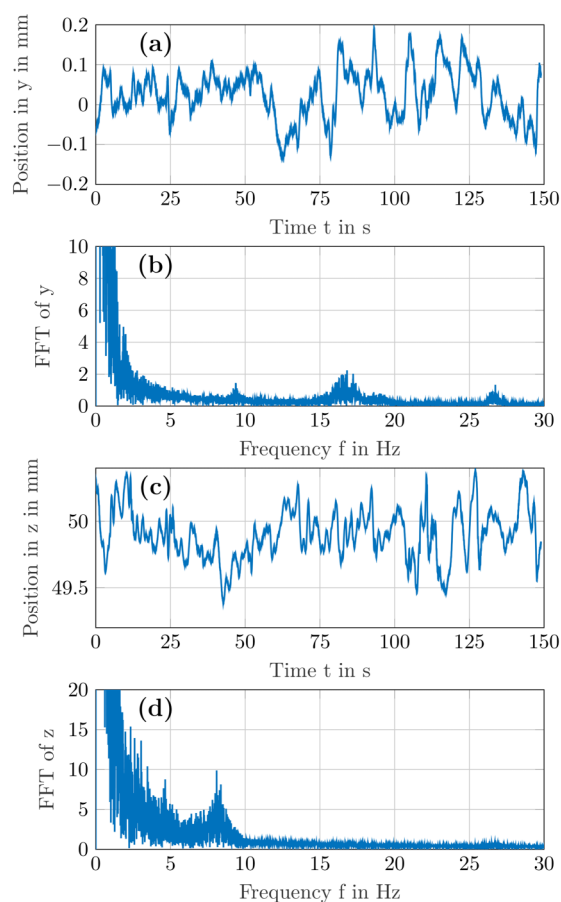 0.2
0.1
0
−0.1
−0.2
Position in y in mm
(a)
0 25 50 75 100 125 150
Time t in s
10
8
6
4
2
0
FFT of y
(b)
0 5 10 15 20 25 30
Frequency f in Hz
50
49.5
Position in z in mm
(c)
0 25 50 75 100 125 150
Time t in s
20
15
10
5
0
FFT of z
(d)
0 5 10 15 20 25 30
Frequency f in Hz